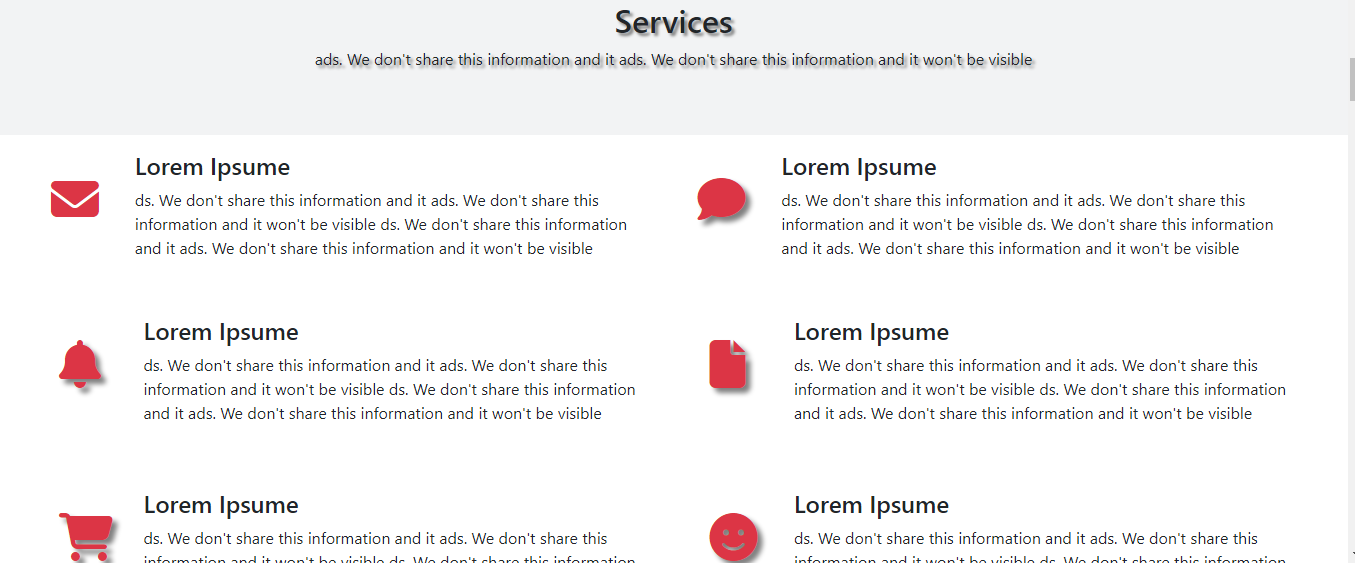 Services
ads. We don't share this information and it ads. We don't share this information and it won't be visible
Lorem Ipsume
ds. We don't share this information and it ads. We don't share this
information and it won't be visible ds. We don't share this information
and it ads. We don't share this information and it won't be visible
Lorem Ipsume
ds. We don't share this information and it ads. We don't share this
information and it won't be visible ds. We don't share this information
and it ads. We don't share this information and it won't be visible
Lorem Ipsume
ds. We don't share this information and it ads. We don't share this
information and it won't be visible ds. We don't share this information
and it ads. We don't share this information and it won't be visible
Lorem Ipsume
ds. We don't share this information and it ads. We don't share this
information and it won't be visible ds. We don't share this information
and it ads. We don't share this information and it won't be visible
Lorem Ipsume
ds. We don't share this information and it ads. We don't share this
information and it won't be visible ds. We don't share this information
Lorem Ipsume
ds. We don't share this information and it ads. We don't share this
information and it won't be visible ds. We don't share this information